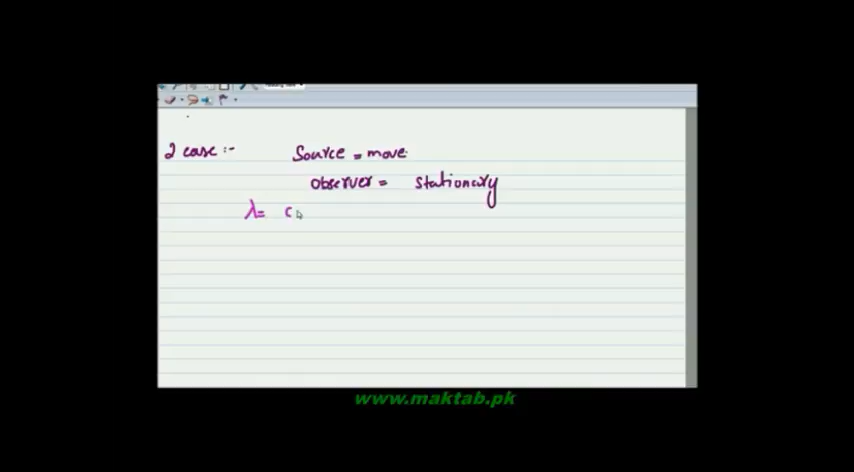 2 case :-
Source = move
observer = stationary
λ= c
www.maktab.pk